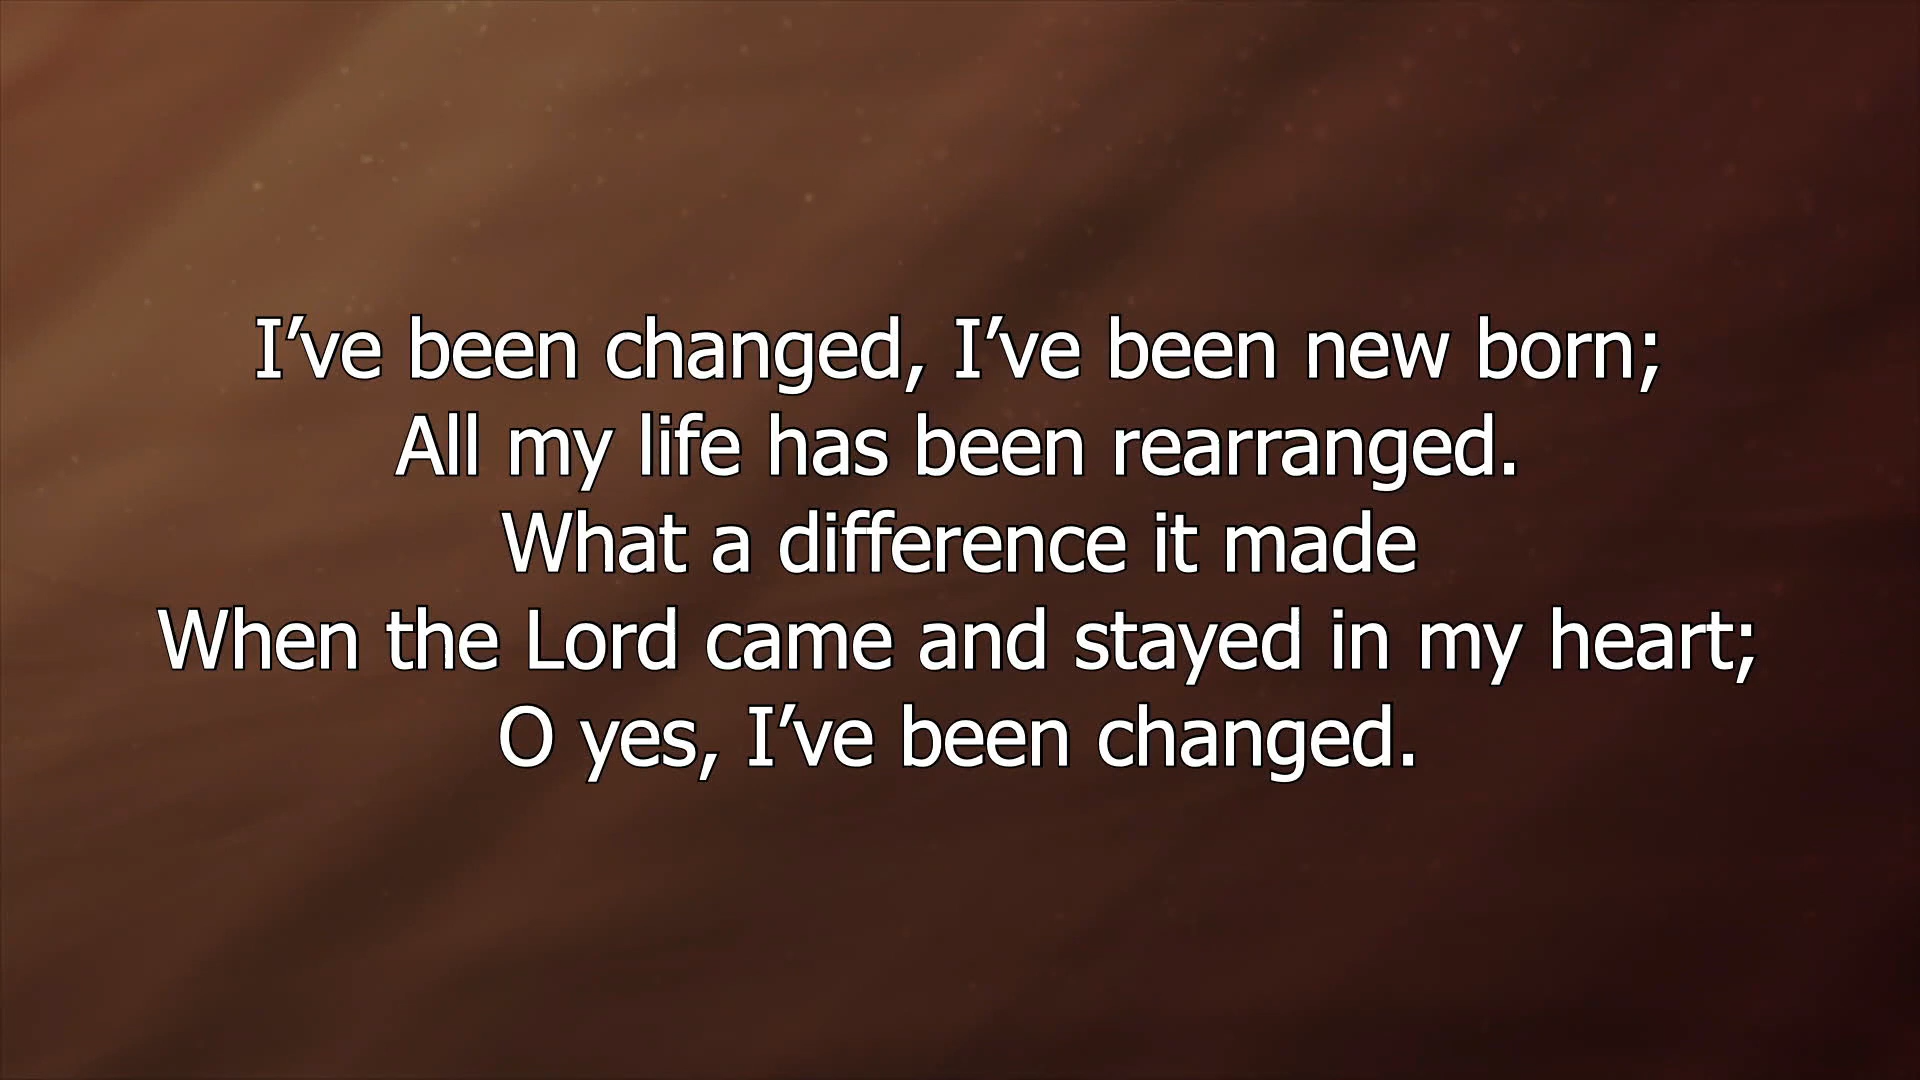 I’ve been changed, I’ve been new born;
All my life has been rearranged.
What a difference it made
When the Lord came and stayed in my heart;
O yes, I’ve been changed.